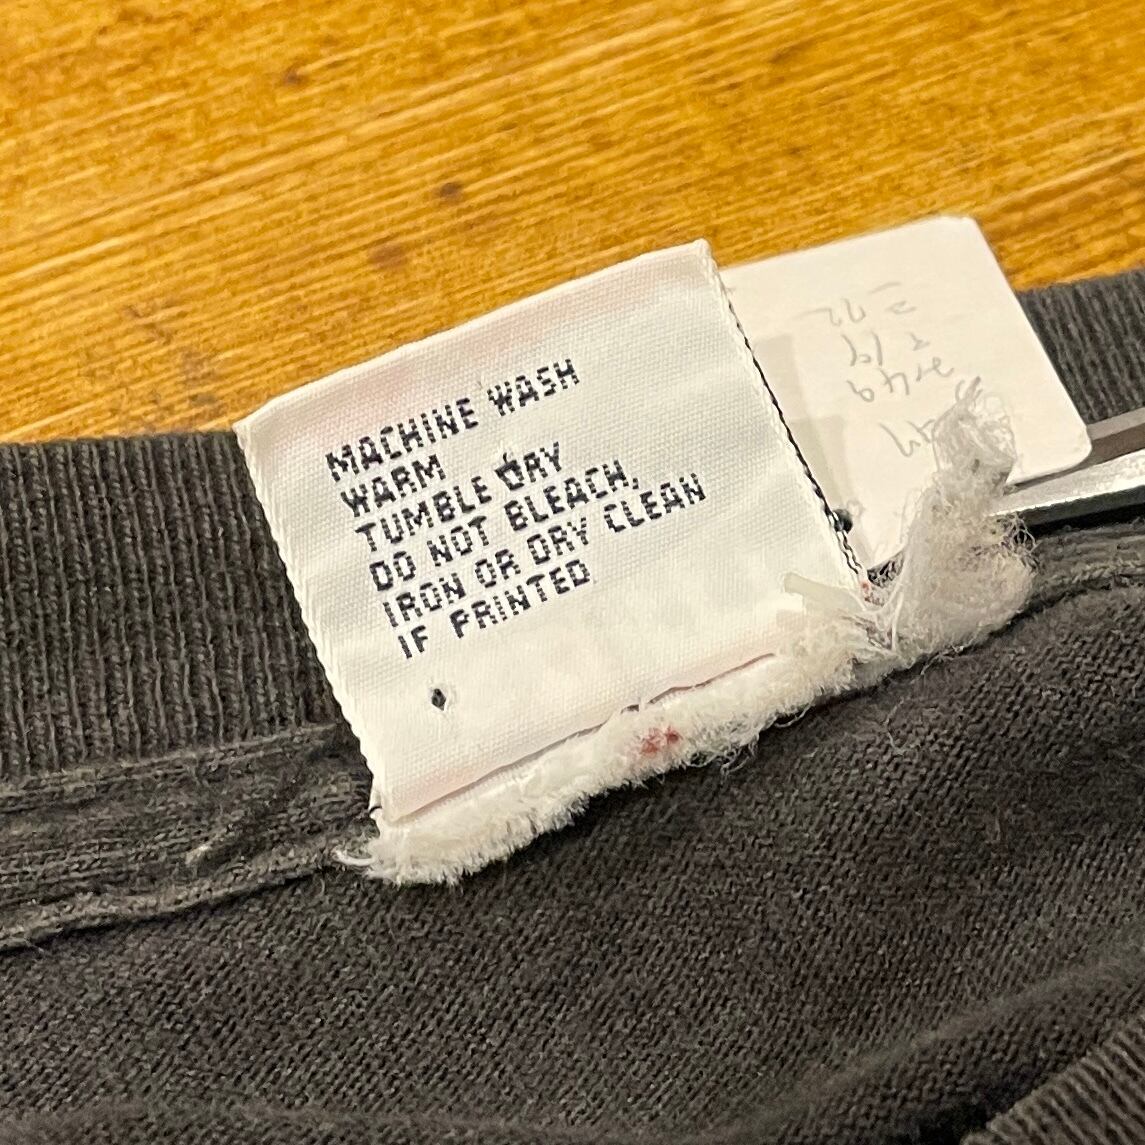 MACHINE WASH
WARM
TUMBLE DRY
DO NOT BLEACH,
IRON OR DRY CLEAN
IF PRINTED